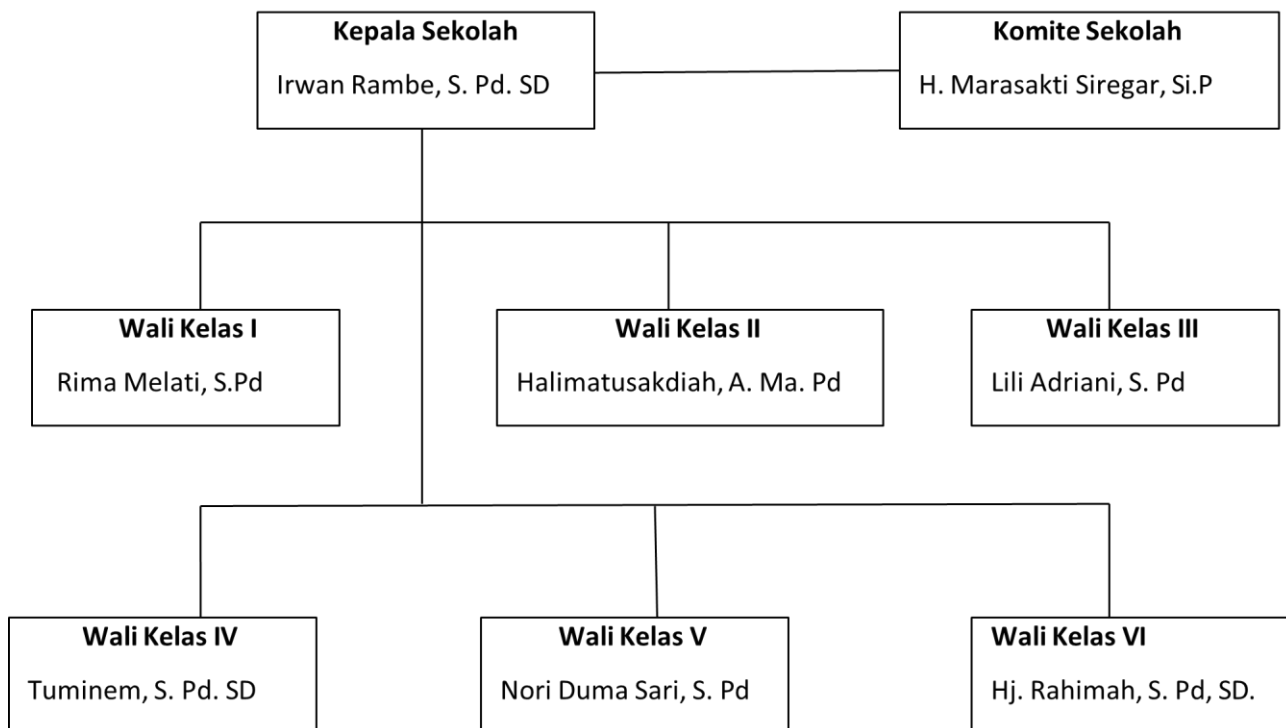 Kepala Sekolah
Irwan Rambe, S. Pd. SD
Komite Sekolah
H. Marasakti Siregar, Si.P
Wali Kelas I
Rima Melati, S.Pd
Wali Kelas II
Halimatusakdiah, A. Ma. Pd
Wali Kelas III
Lili Adriani, S. Pd
Wali Kelas IV
Tuminem, S. Pd. SD
Wali Kelas V
Nori Duma Sari, S. Pd
Wali Kelas VI
Hj. Rahimah, S. Pd, SD.